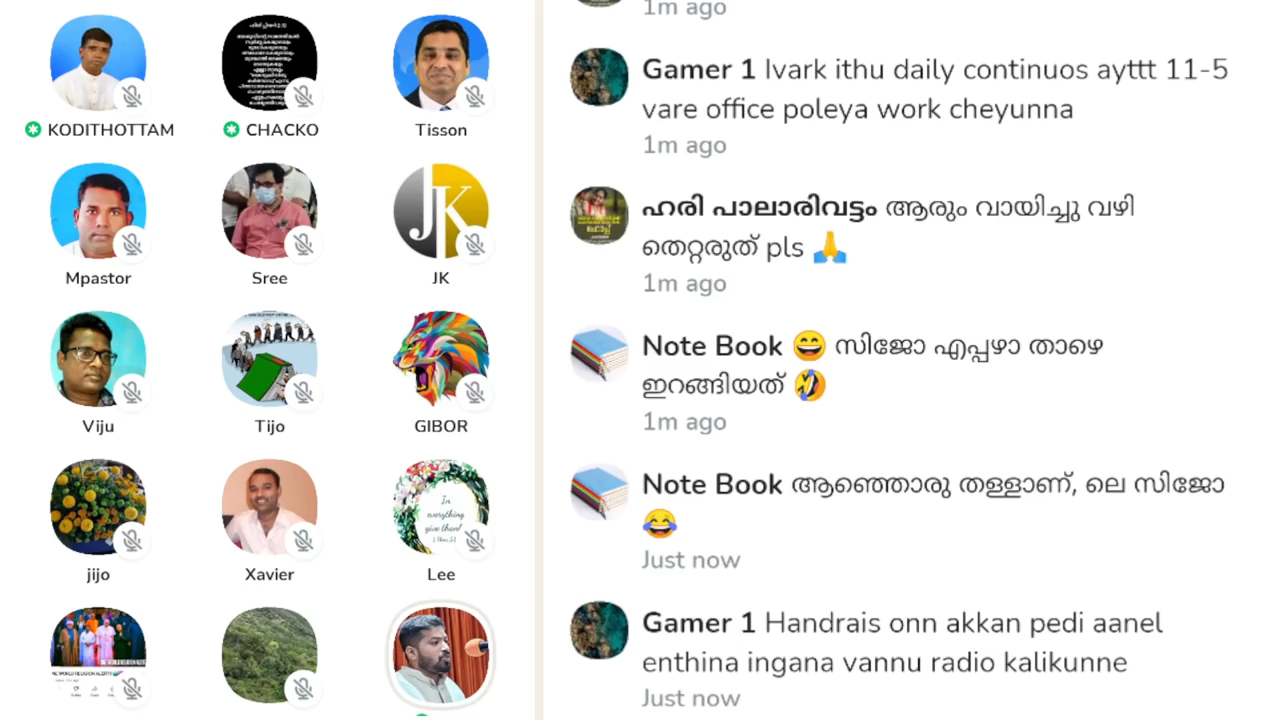 KODITHOTTAM
CHACKO
Tisson
Mpastor
Sree
JK
JK
Viju
Tijo
GIBOR
jijo
Xavier
In
everything
give thanks
Lee
1m ago
Gamer 1 Ivark ithu daily continuos ayttt 11-5
vare office poleya work cheyunna
1m ago
ഹരി പാലാരിവട്ടം ആരും വായിച്ചു വഴി
തെറ്ററുത് pls 🙏
1m ago
Note Book 😄 സിജോ എപ്പഴാ താഴെ
ഇറങ്ങിയത് 🤣
1m ago
Note Book ആഞ്ഞൊരു തള്ളാണ്, ലെ സിജോ
😂
Just now
Gamer 1 Handrais onn akkan pedi aanel
enthina ingana vannu radio kalikunne
Just now